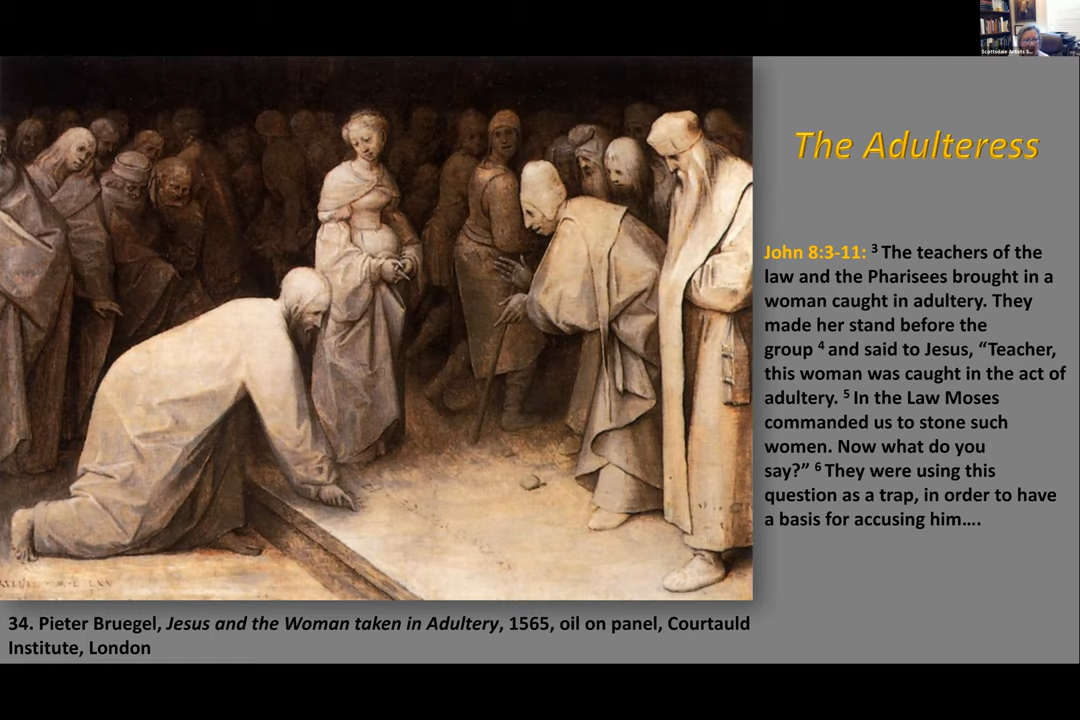 Scottsdale Artists S...
The Adulteress
John 8:3-11: 3 The teachers of the
law and the Pharisees brought in a
woman caught in adultery. They
made her stand before the
group 4 and said to Jesus, “Teacher,
this woman was caught in the act of
adultery. 5 In the Law Moses
commanded us to stone such
women. Now what do you
say?” 6 They were using this
question as a trap, in order to have
a basis for accusing him….
34. Pieter Bruegel, Jesus and the Woman taken in Adultery, 1565, oil on panel, Courtauld
Institute, London